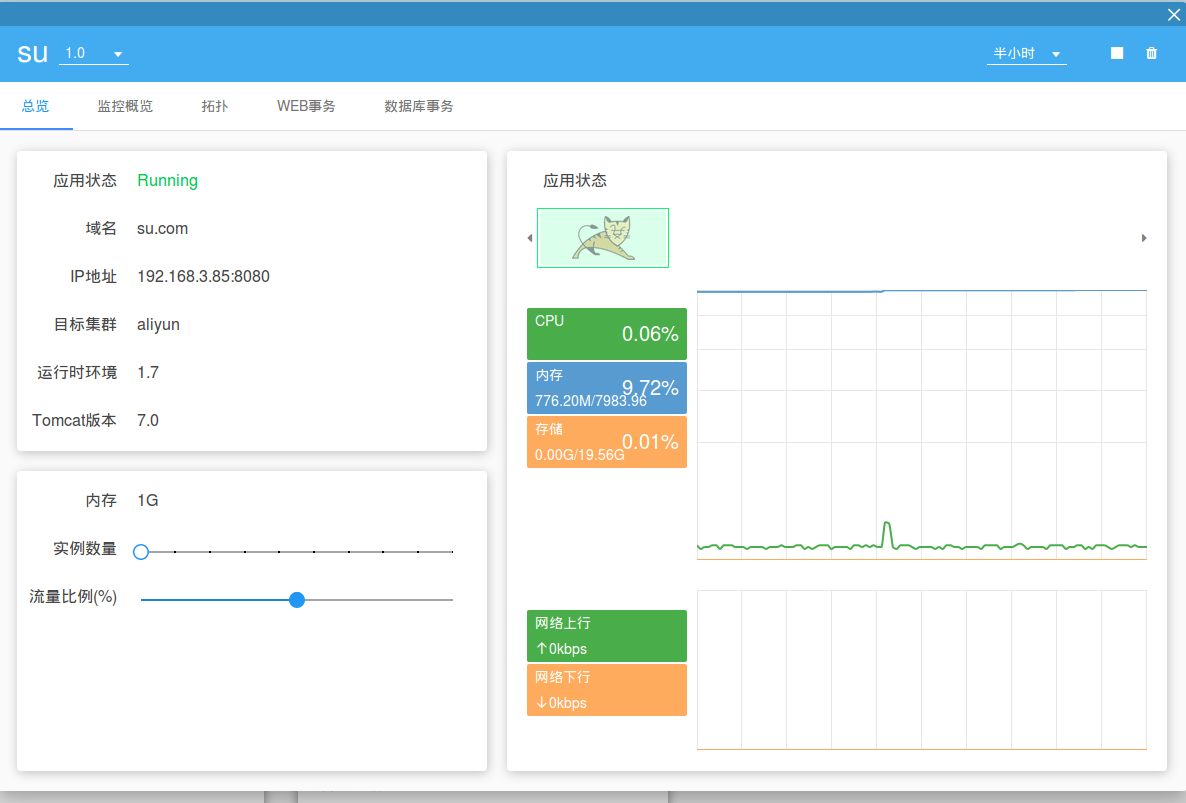 su 1.0 半小时
总览 监控概览 拓扑 WEB事务 数据库事务
应用状态 Running
域名 su.com
IP地址 192.168.3.85:8080
目标集群 aliyun
运行时环境 1.7
Tomcat版本 7.0
内存 1G
实例数量
流量比例(%)
应用状态
CPU
0.06%
内存
9.72%
776.20M/7983.96
存储
0.01%
0.00G/19.56G
网络上行
↑0kbps
网络下行
↓0kbps